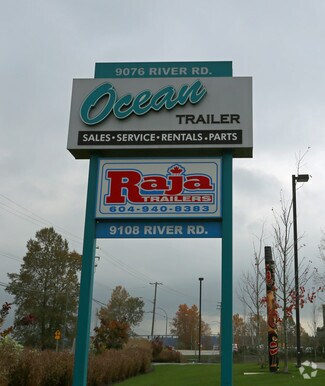 9076 RIVER RD.
Ocean
TRAILER
SALES • SERVICE • RENTALS • PARTS
Raja
TRAILERS
604-940-8383
9108 RIVER RD.